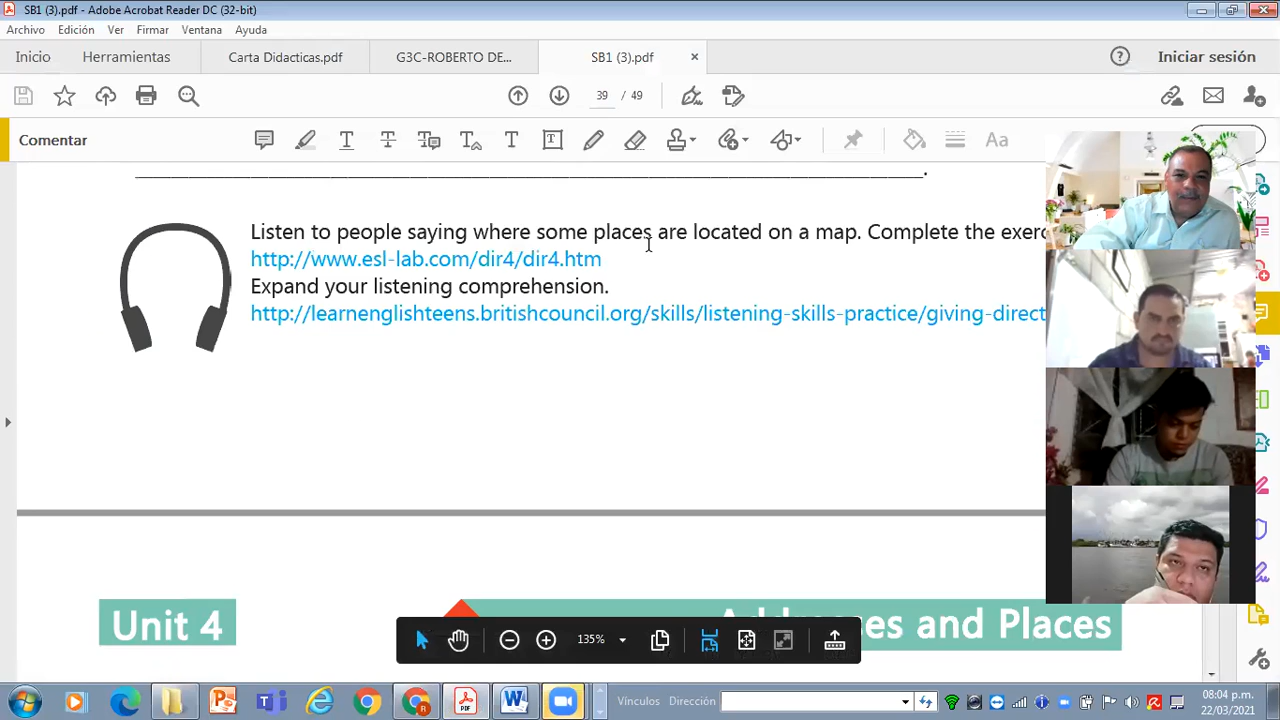 SB1 (3).pdf - Adobe Acrobat Reader DC (32-bit)
Archivo Edición Ver Firmar Ventana Ayuda
Inicio Herramientas Carta Didacticas.pdf G3C-ROBERTO DE... SB1 (3).pdf × Iniciar sesión
39 / 49
Comentar
Listen to people saying where some places are located on a map. Complete the exerc
http://www.esl-lab.com/dir4/dir4.htm
Expand your listening comprehension.
http://learnenglishteens.britishcouncil.org/skills/listening-skills-practice/giving-direct
Unit 4 and Places
135%
Vínculos Dirección 08:04 p.m.
22/03/2021